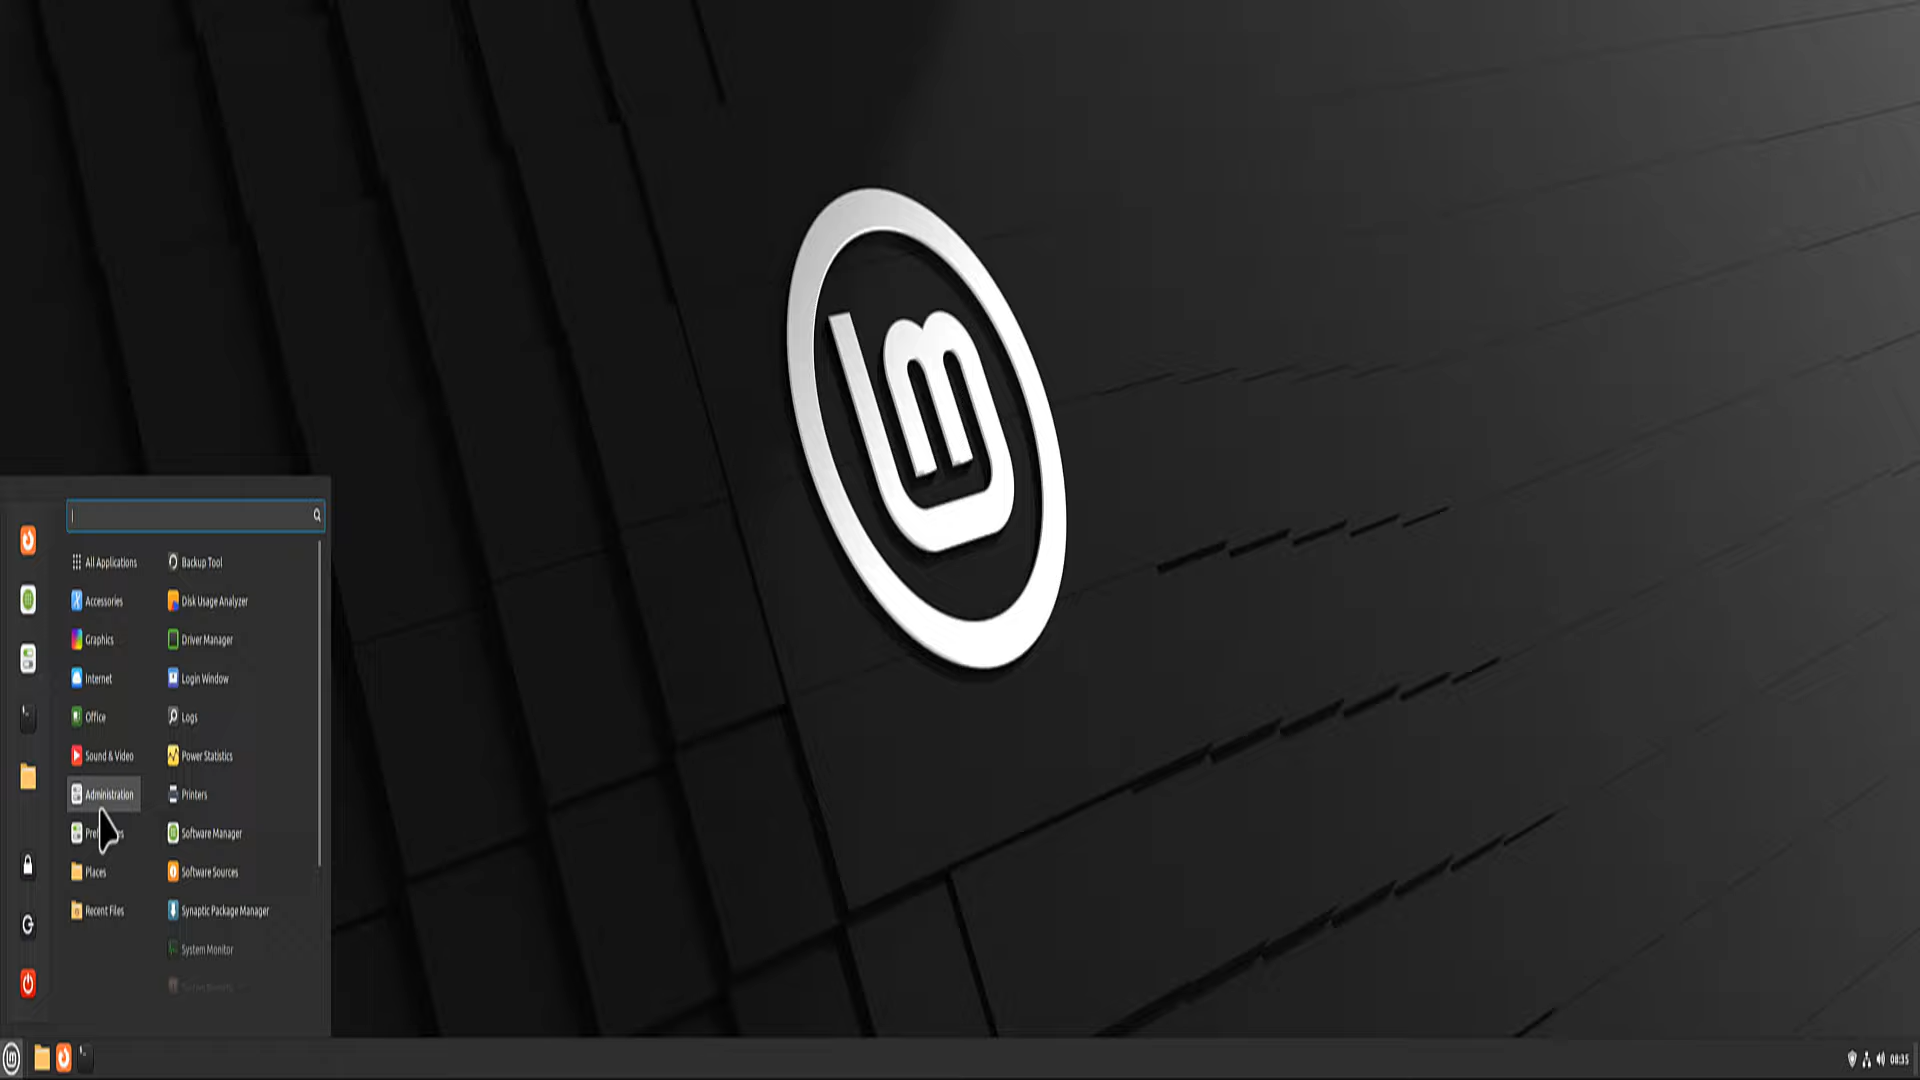 All Applications
Accessories
Graphics
Internet
Office
Sound & Video
Administration
Places
Recent Files
Backup Tool
Disk Usage Analyzer
Driver Manager
Login Window
Logs
Power Statistics
Printers
Software Manager
Software Sources
Synaptic Package Manager
System Monitor
08:35